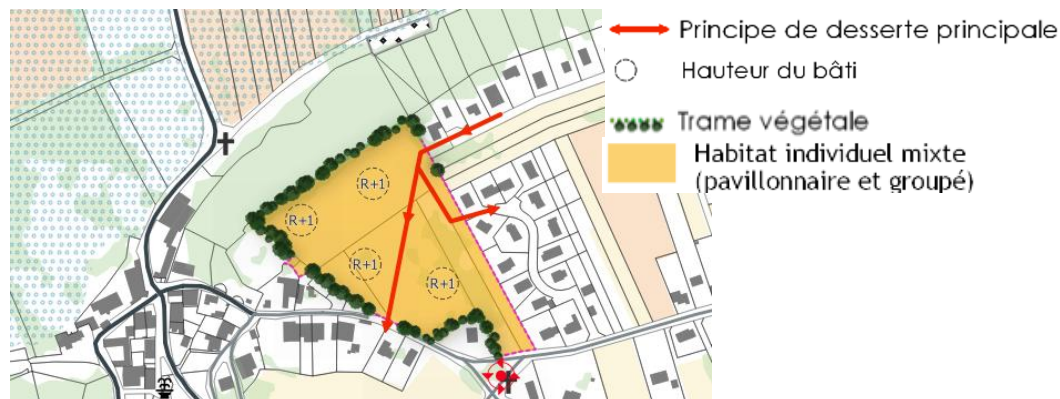 Principe de desserte principale
Hauteur du bâti
Trame végétale
Habitat individuel mixte
(pavillonnaire et groupé)
R+1
R+1
R+1
R+1